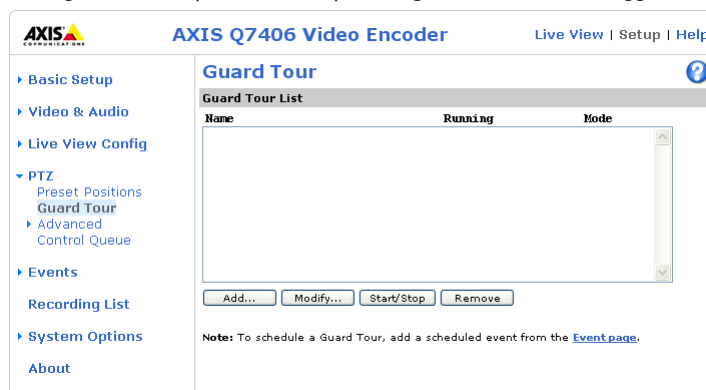 AXIS
COMMUNICATIONS
AXIS Q7406 Video Encoder
Live View | Setup | Help
Basic Setup
Video & Audio
Live View Config
PTZ
Preset Positions
Guard Tour
Advanced
Control Queue
Events
Recording List
System Options
About
Guard Tour
?
Guard Tour List
Name Running Mode
Add... Modify... Start/Stop Remove
Note: To schedule a Guard Tour, add a scheduled event from the Event page.